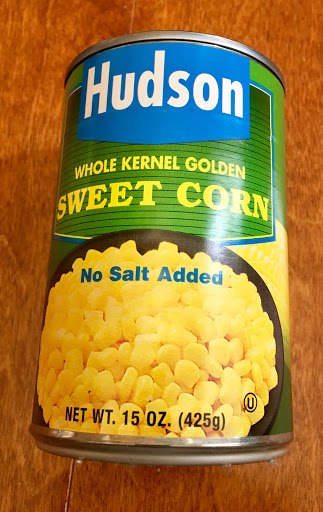 Hudson
WHOLE KERNEL GOLDEN
SWEET CORN
No Salt Added
NET WT. 15 OZ. (425g)
U